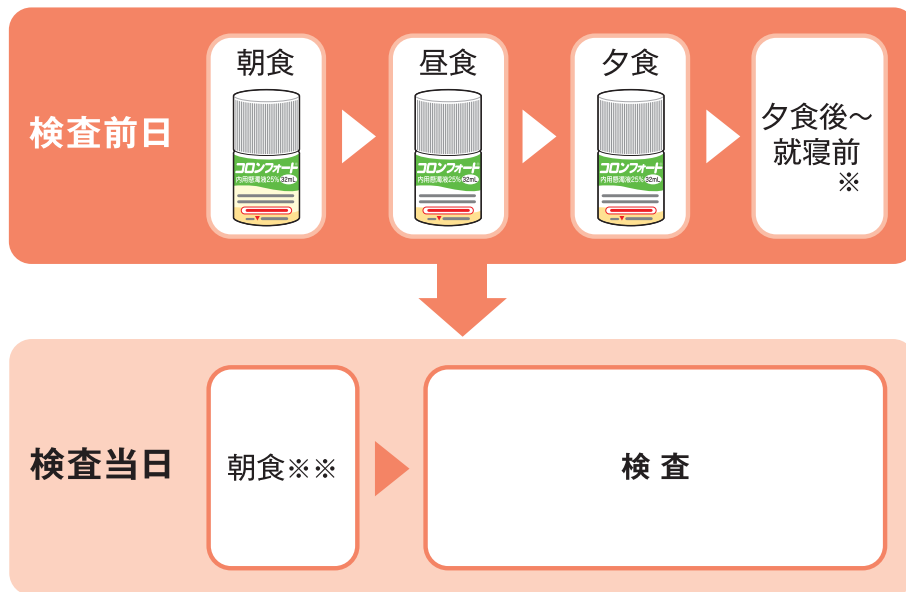 検査前日
朝食
コロンフォート
内用懸濁液25% 32mL
昼食
コロンフォート
内用懸濁液25% 32mL
夕食
コロンフォート
内用懸濁液25% 32mL
夕食後〜
就寝前
※
検査当日
朝食※※
検査